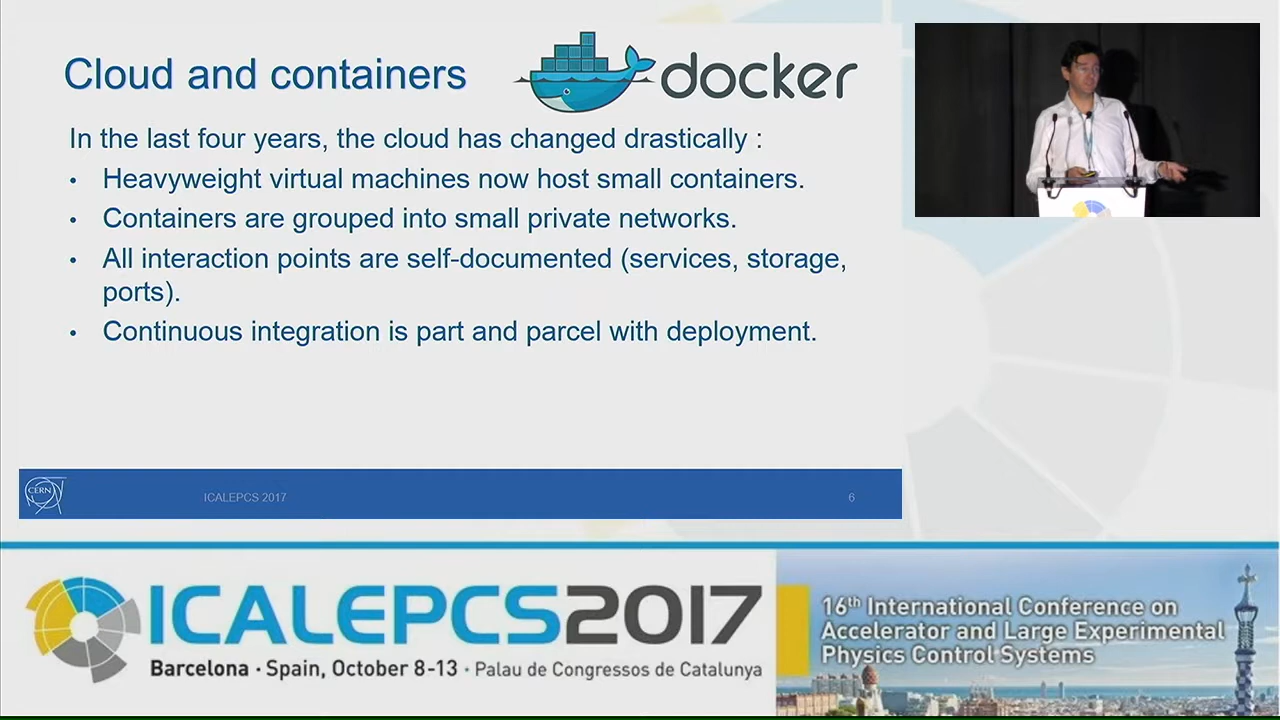 Cloud and containers
docker
In the last four years, the cloud has changed drastically :
• Heavyweight virtual machines now host small containers.
• Containers are grouped into small private networks.
• All interaction points are self-documented (services, storage,
ports).
• Continuous integration is part and parcel with deployment.
CERN
ICALEPCS 2017
6
ICALEPCS2017
Barcelona · Spain, October 8-13 · Palau de Congressos de Catalunya
16th International Conference on
Accelerator and Large Experimental
Physics Control Systems